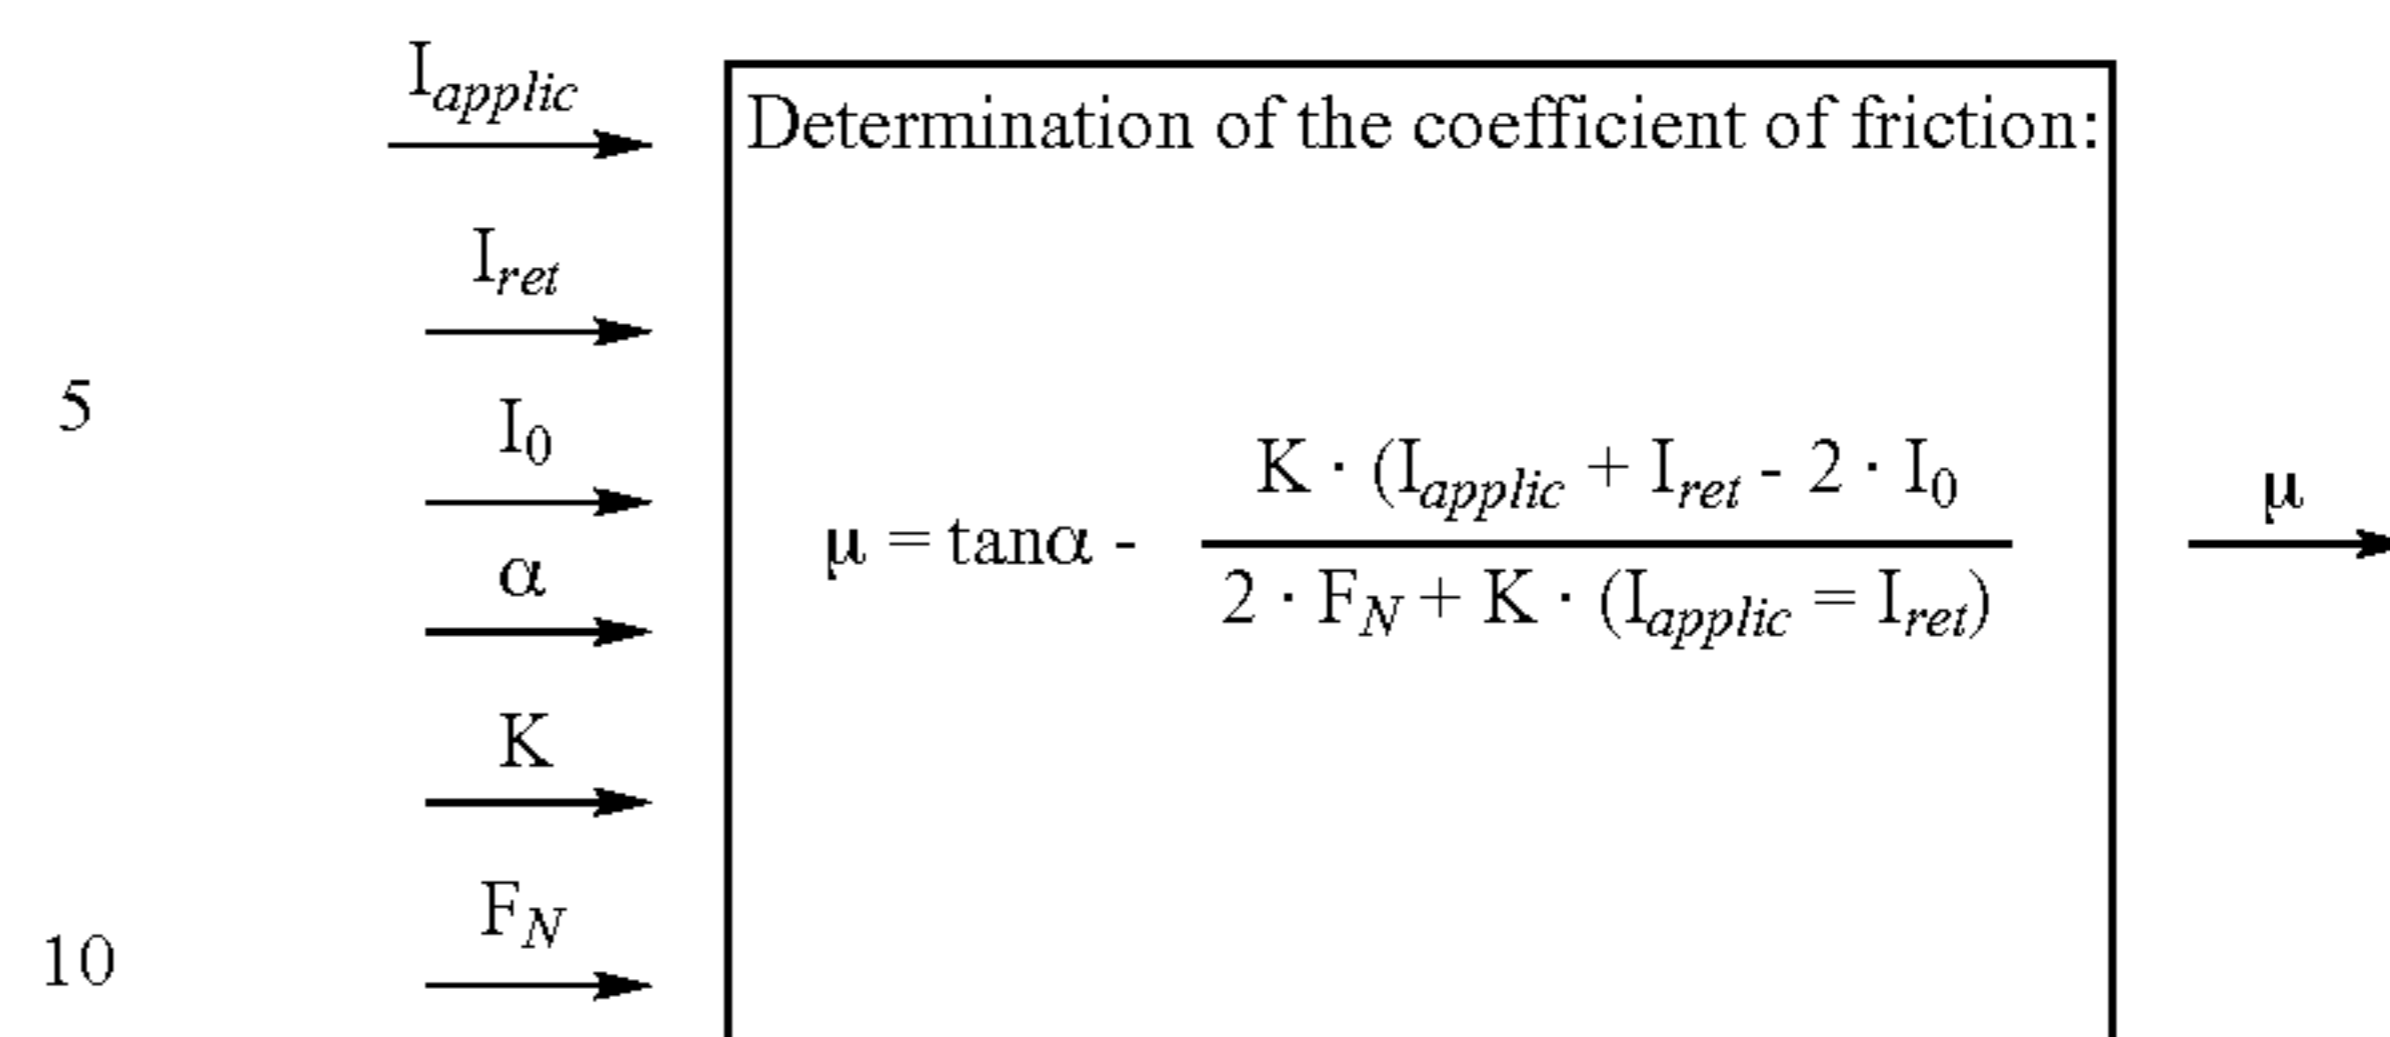 I_applic
Determination of the coefficient of friction:
I_ret
5
I_0
K · (I_applic + I_ret - 2 · I_0
μ = tanα -
μ
α
2 · F_N + K · (I_applic = I_ret)
K
F_N
10